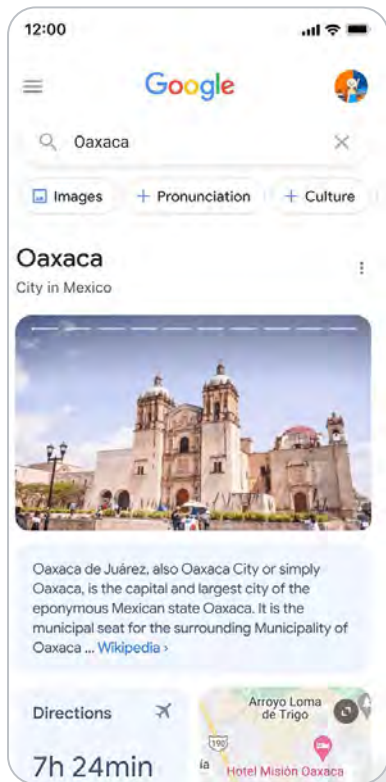 12:00
Google
Oaxaca
Images + Pronunciation + Culture
Oaxaca
City in Mexico
Oaxaca de Juárez, also Oaxaca City or simply
Oaxaca, is the capital and largest city of the
eponymous Mexican state Oaxaca. It is the
municipal seat for the surrounding Municipality of
Oaxaca ... Wikipedia ›
Directions
7h 24min
Arroyo Loma
de Trigo
190
ía
Hotel Misión Oaxaca